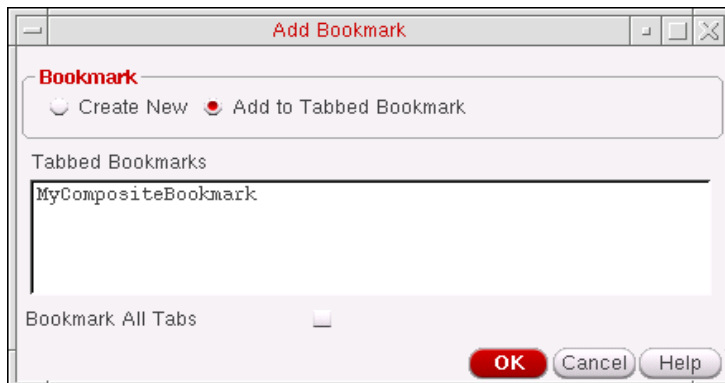 Add Bookmark
Bookmark
Create New Add to Tabbed Bookmark
Tabbed Bookmarks
MyCompositeBookmark
Bookmark All Tabs
OK Cancel Help